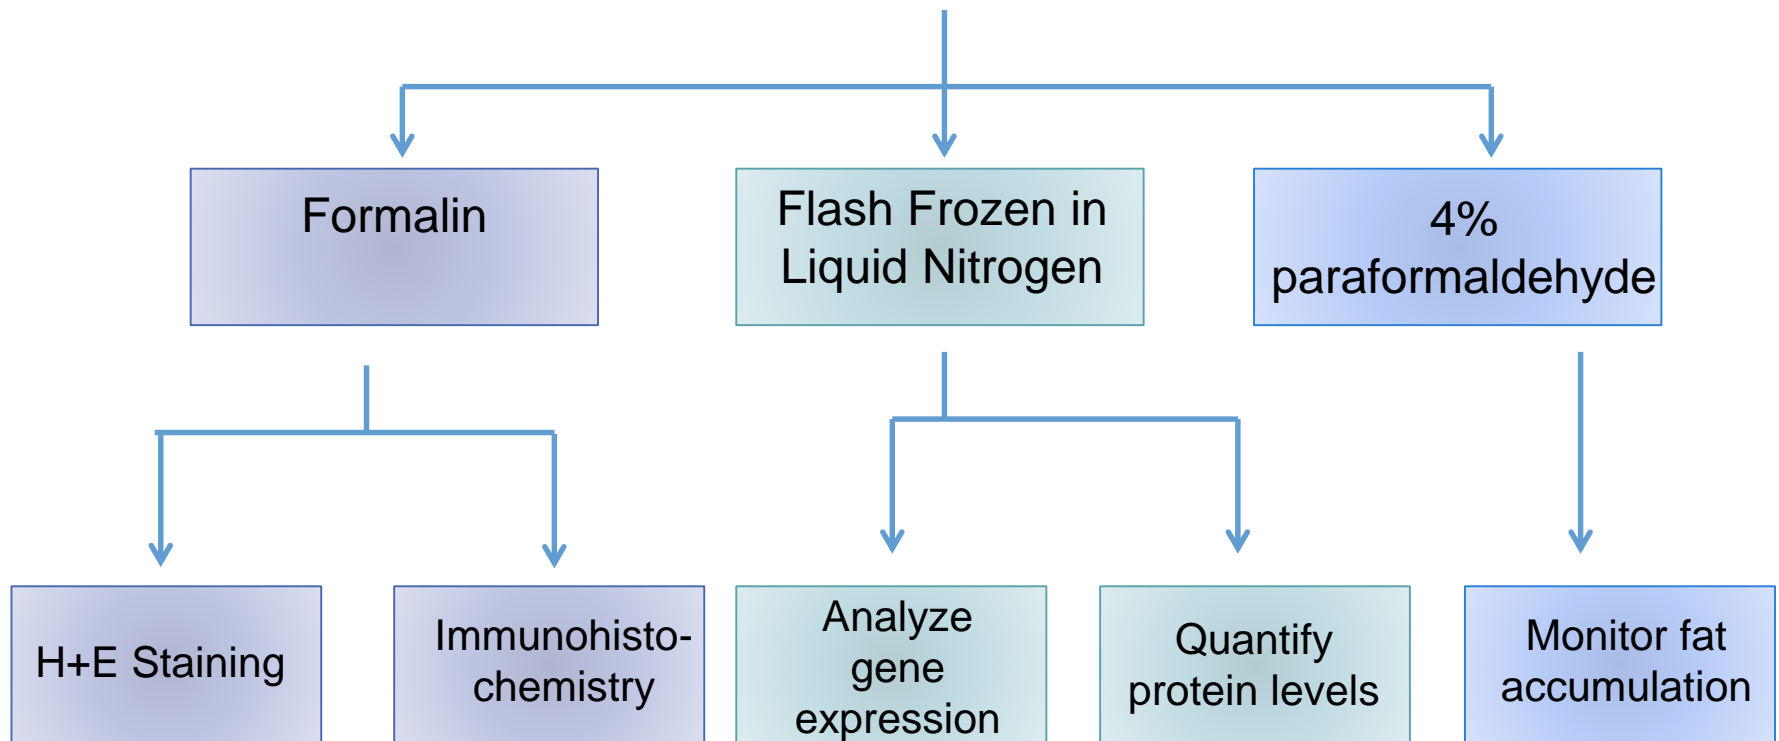 Formalin
Flash Frozen in
Liquid Nitrogen
4%
paraformaldehyde
H+E Staining
Immunohisto-
chemistry
Analyze
gene
expression
Quantify
protein levels
Monitor fat
accumulation